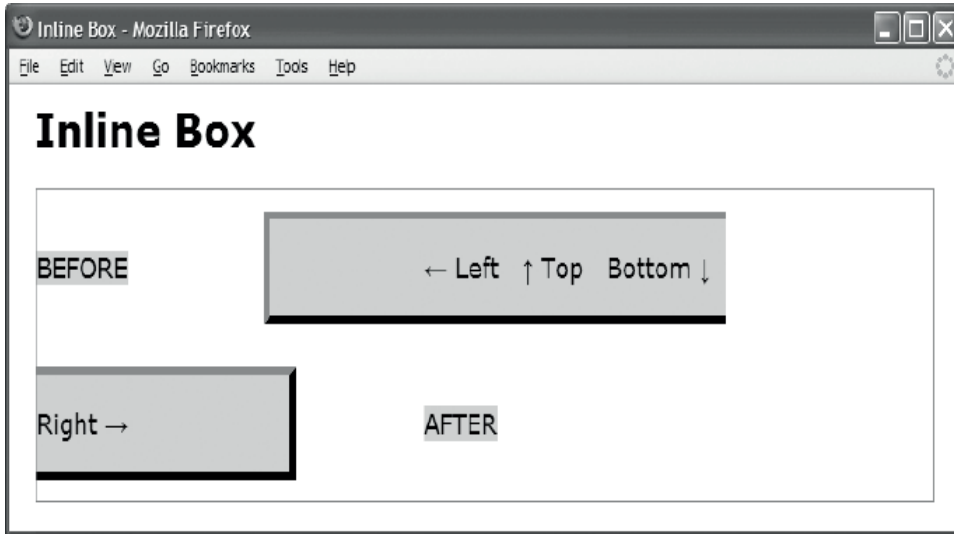 Inline Box - Mozilla Firefox
File Edit View Go Bookmarks Tools Help
Inline Box
BEFORE ← Left ↑ Top Bottom ↓
Right → AFTER